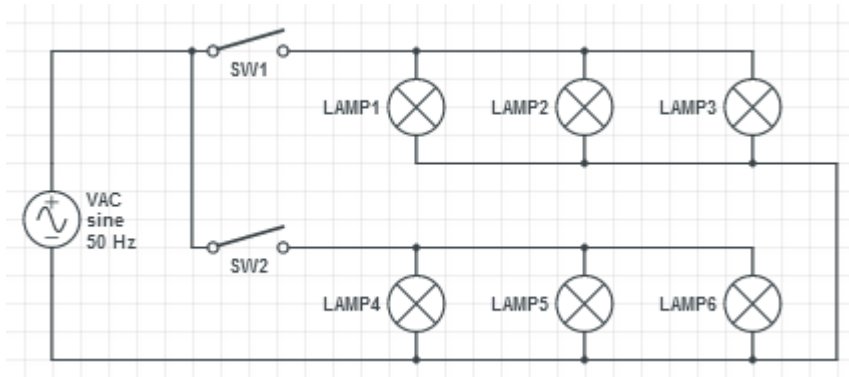 SW1
LAMP1
LAMP2
LAMP3
VAC
sine
50 Hz
SW2
LAMP4
LAMP5
LAMP6